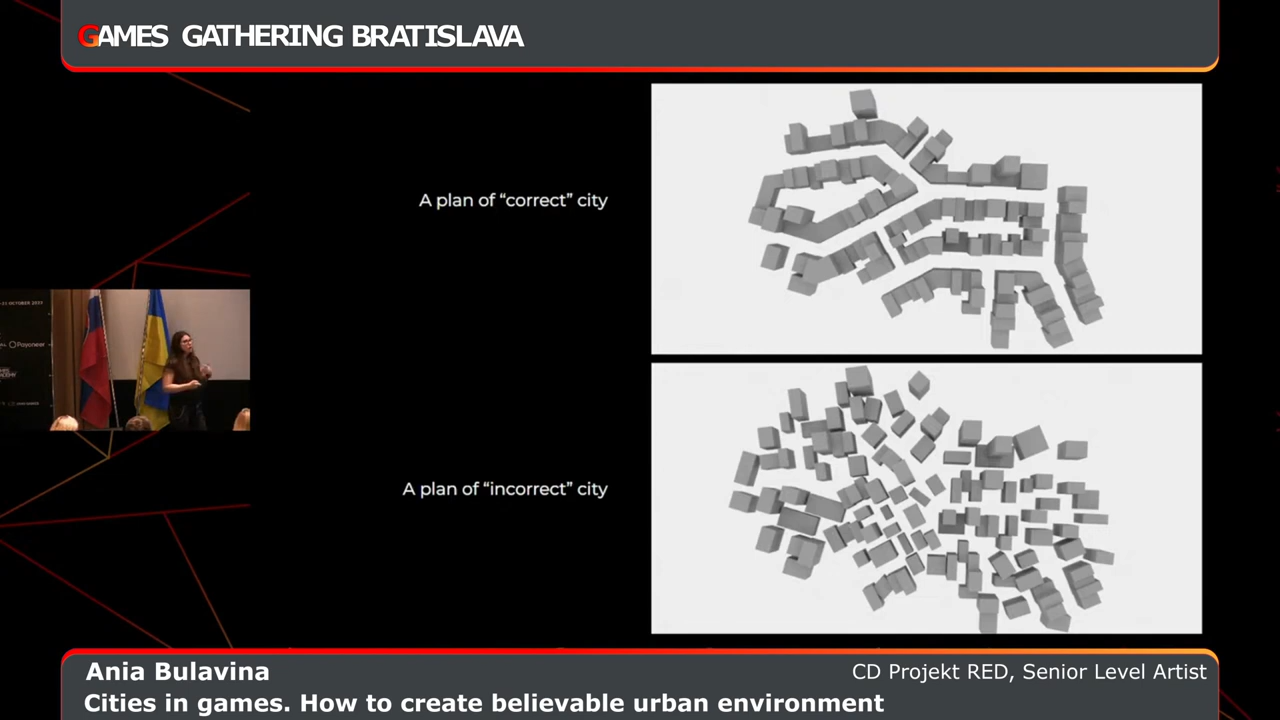 GAMES GATHERING BRATISLAVA
A plan of “correct” city
A plan of “incorrect” city
Payoneer
Ania Bulavina
CD Projekt RED, Senior Level Artist
Cities in games. How to create believable urban environment